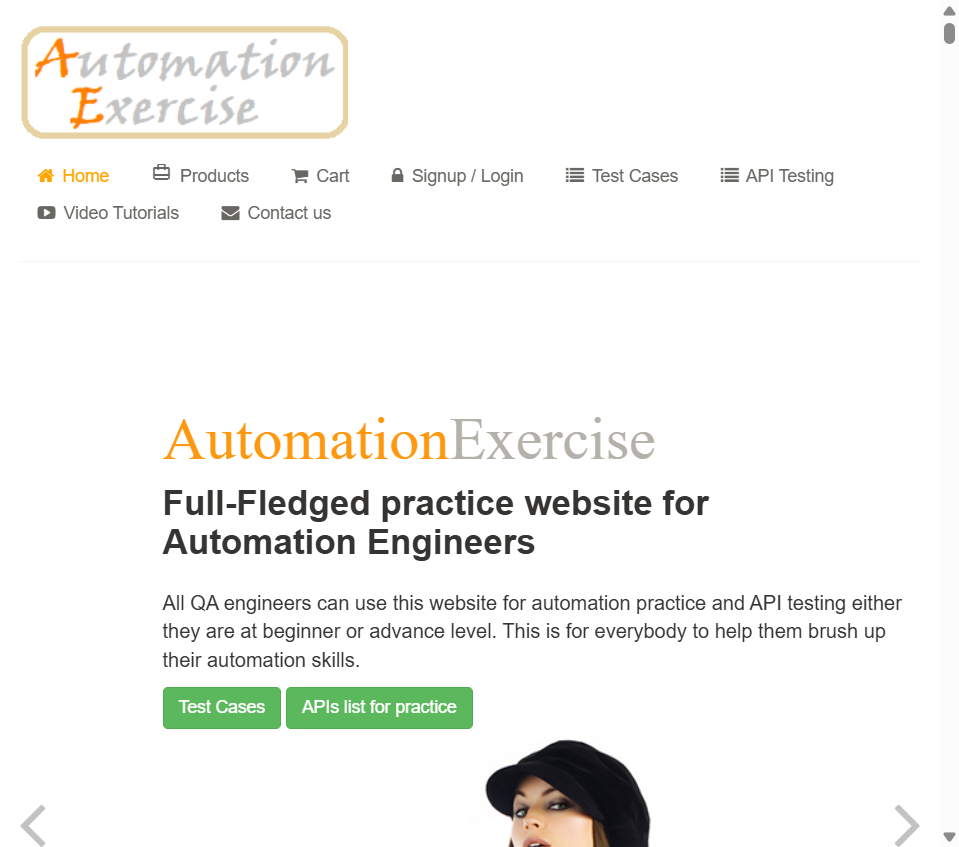 Automation
Exercise
Home Products Cart Signup / Login Test Cases API Testing
Video Tutorials Contact us
AutomationExercise
Full-Fledged practice website for
Automation Engineers
All QA engineers can use this website for automation practice and API testing either
they are at beginner or advance level. This is for everybody to help them brush up
their automation skills.
Test Cases APIs list for practice